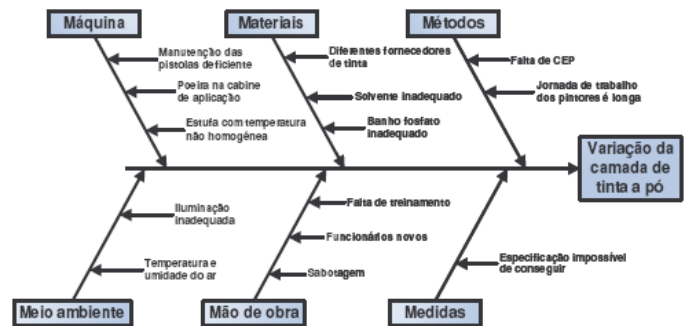 Máquina
Materiais
Métodos
Manutenção das
pistolas deficiente
Poeira na cabine
de aplicação
Estufa com temperatura
não homogênea
Diferentes fornecedores
de tinta
Solvente inadequado
Banho fosfato
inadequado
Falta de CEP
Jornada de trabalho
dos pintores é longa
Variação da
camada de
tinta a pó
Iluminação
inadequada
Temperatura e
umidade do ar
Falta de treinamento
Funcionários novos
Sabotagem
Especificação impossível
de conseguir
Meio ambiente
Mão de obra
Medidas